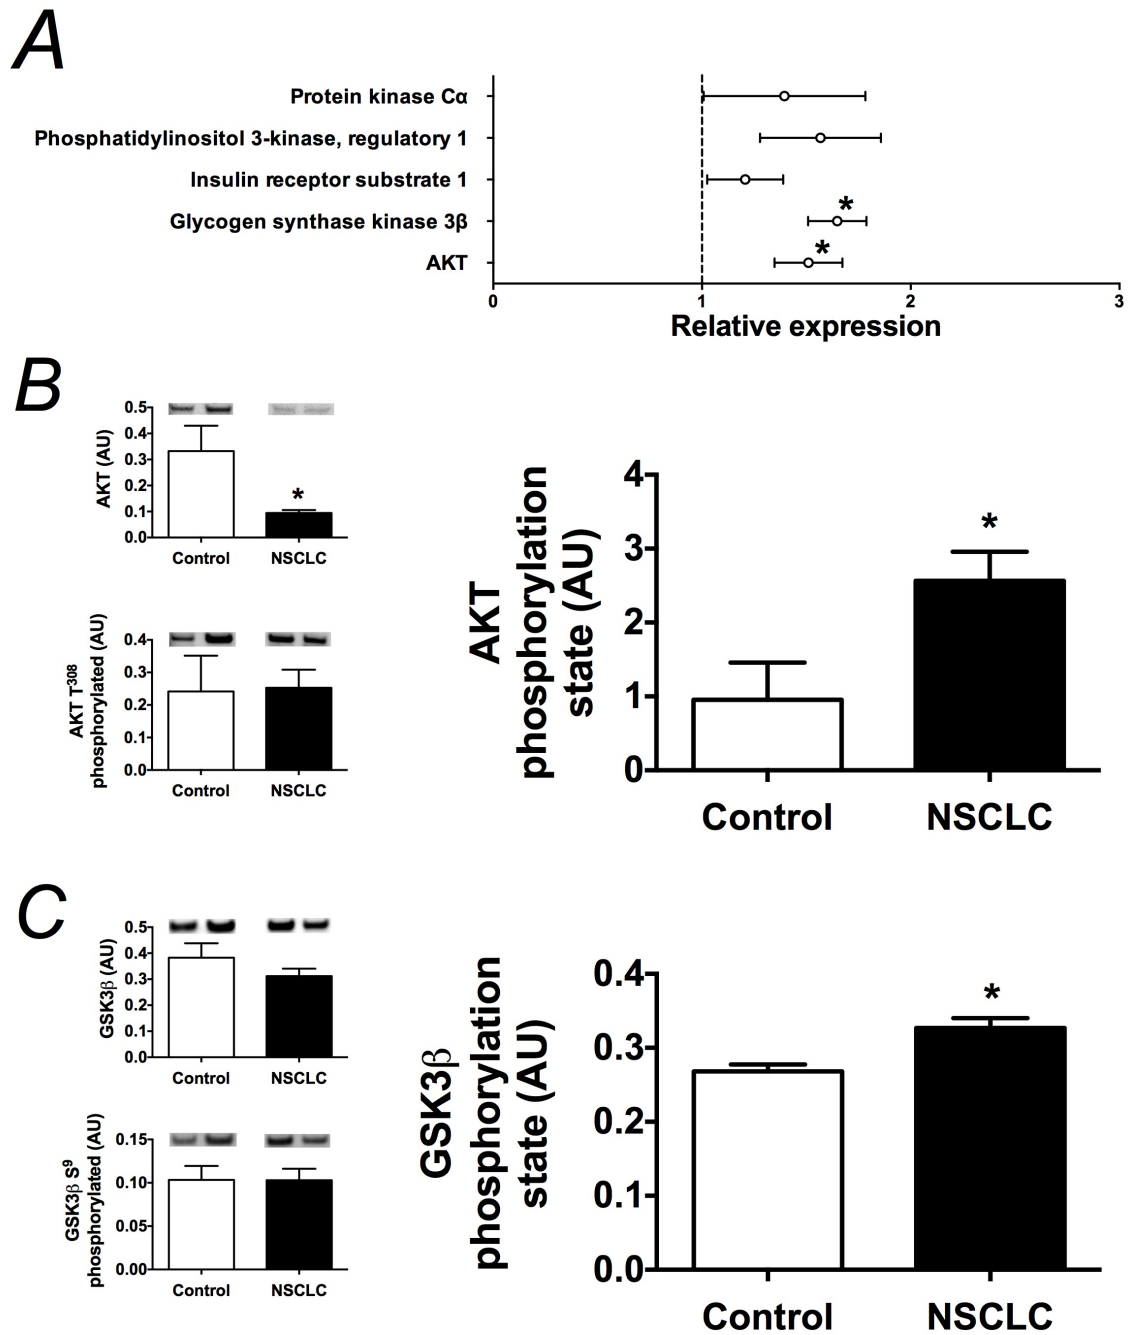 A
Protein kinase Cα
Phosphatidylinositol 3-kinase, regulatory 1
Insulin receptor substrate 1
Glycogen synthase kinase 3β
*
AKT
*
0 1 2 3
Relative expression
B
AKT (AU)
0.5
0.4
0.3
0.2
0.1
0.0
*
Control NSCLC
AKT T308
phosphorylated (AU)
0.4
0.3
0.2
0.1
0.0
Control NSCLC
AKT
phosphorylation
state (AU)
4
3
2
1
0
*
Control NSCLC
C
GSK3β (AU)
0.5
0.4
0.3
0.2
0.1
0.0
Control NSCLC
GSK3β S9
phosphorylated (AU)
0.15
0.10
0.05
0.00
Control NSCLC
GSK3β
phosphorylation
state (AU)
0.4
0.3
0.2
0.1
0.0
*
Control NSCLC